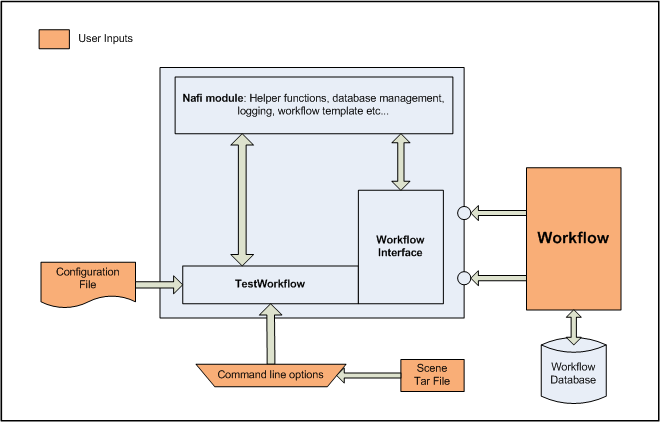 User Inputs
Nafi module: Helper functions, database management,
logging, workflow template etc...
Workflow
Interface
Workflow
Configuration
File
TestWorkflow
Command line options
Scene
Tar File
Workflow
Database